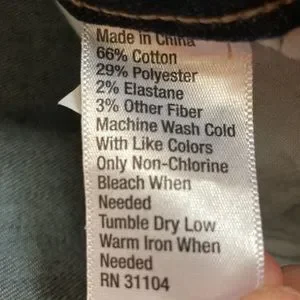 Made in China
66% Cotton
29% Polyester
2% Elastane
3% Other Fiber
Machine Wash Cold
With Like Colors
Only Non-Chlorine
Bleach When
Needed
Tumble Dry Low
Warm Iron When
Needed
RN 31104